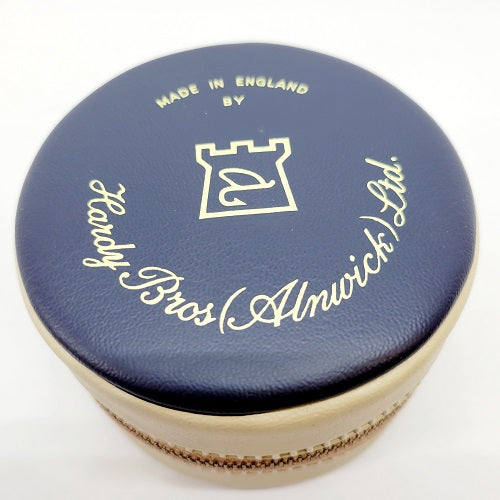 MADE IN ENGLAND
BY
a
Hardy Bros (Alnwick) Ltd.